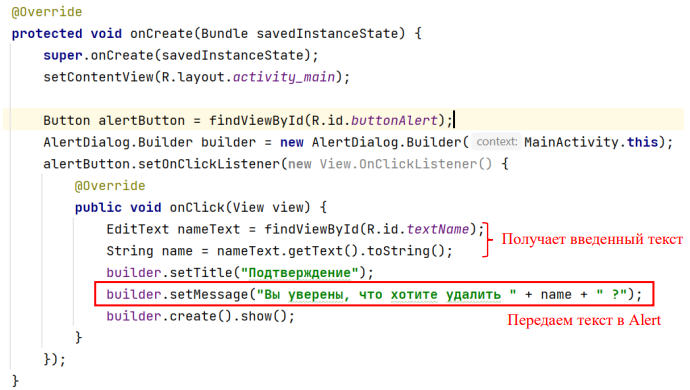 @Override
protected void onCreate(Bundle savedInstanceState) {
super.onCreate(savedInstanceState);
setContentView(R.layout.activity_main);
Button alertButton = findViewById(R.id.buttonAlert);
AlertDialog.Builder builder = new AlertDialog.Builder( context: MainActivity.this);
alertButton.setOnClickListener(new View.OnClickListener() {
@Override
public void onClick(View view) {
EditText nameText = findViewById(R.id.textName);
Получает введенный текст
String name = nameText.getText().toString();
builder.setTitle("Подтверждение");
builder.setMessage("Вы уверены, что хотите удалить " + name + " ?");
builder.create().show();
Передаем текст в Alert
}
});
}